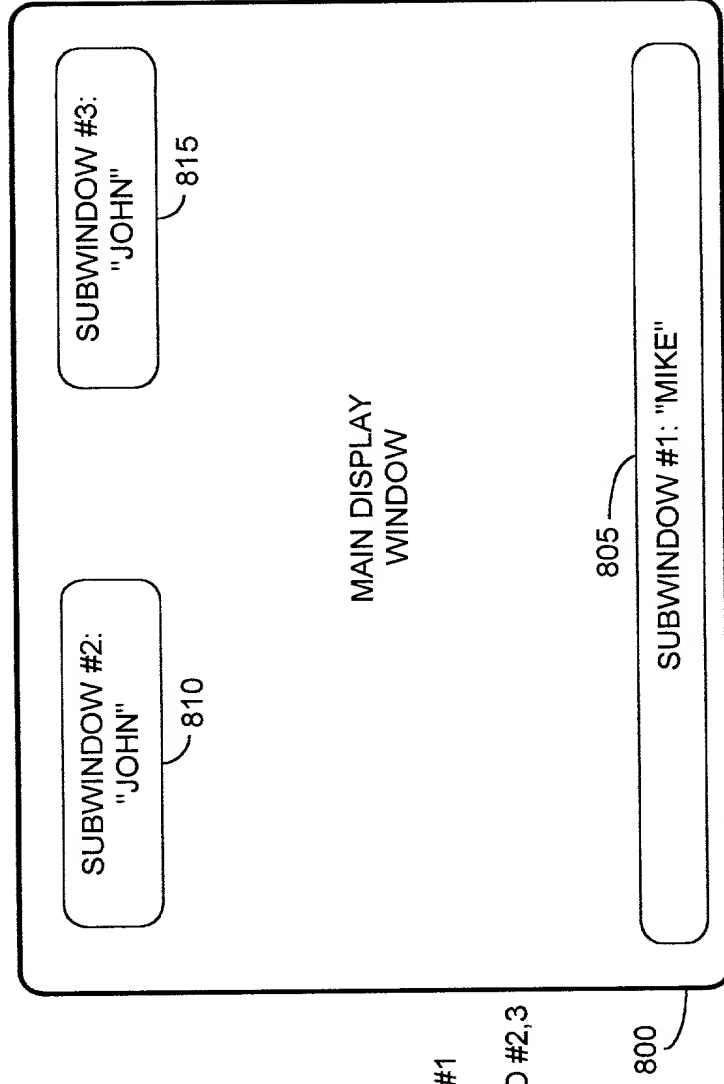 SUBWINDOW #2:
"JOHN"
810
SUBWINDOW #3:
"JOHN"
815
MAIN DISPLAY
WINDOW
805
SUBWINDOW #1: "MIKE"
#1
#2,3
800